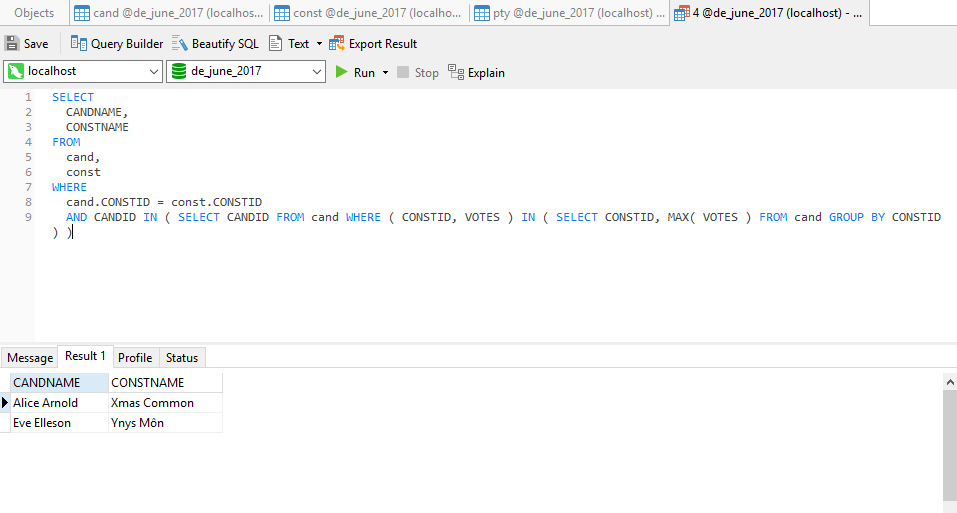 Objects cand @de_june_2017 (localhos... const @de_june_2017 (localho... pty @de_june_2017 (localhost) ... 4 @de_june_2017 (localhost) - ...
Save Query Builder Beautify SQL Text Export Result
localhost de_june_2017 Run Stop Explain
1 SELECT
2 CANDNAME,
3 CONSTNAME
4 FROM
5 cand,
6 const
7 WHERE
8 cand.CONSTID = const.CONSTID
9 AND CANDID IN ( SELECT CANDID FROM cand WHERE ( CONSTID, VOTES ) IN ( SELECT CONSTID, MAX( VOTES ) FROM cand GROUP BY CONSTID
) )
Message Result 1 Profile Status
CANDNAME CONSTNAME
Alice Arnold Xmas Common
Eve Elleson Ynys Môn